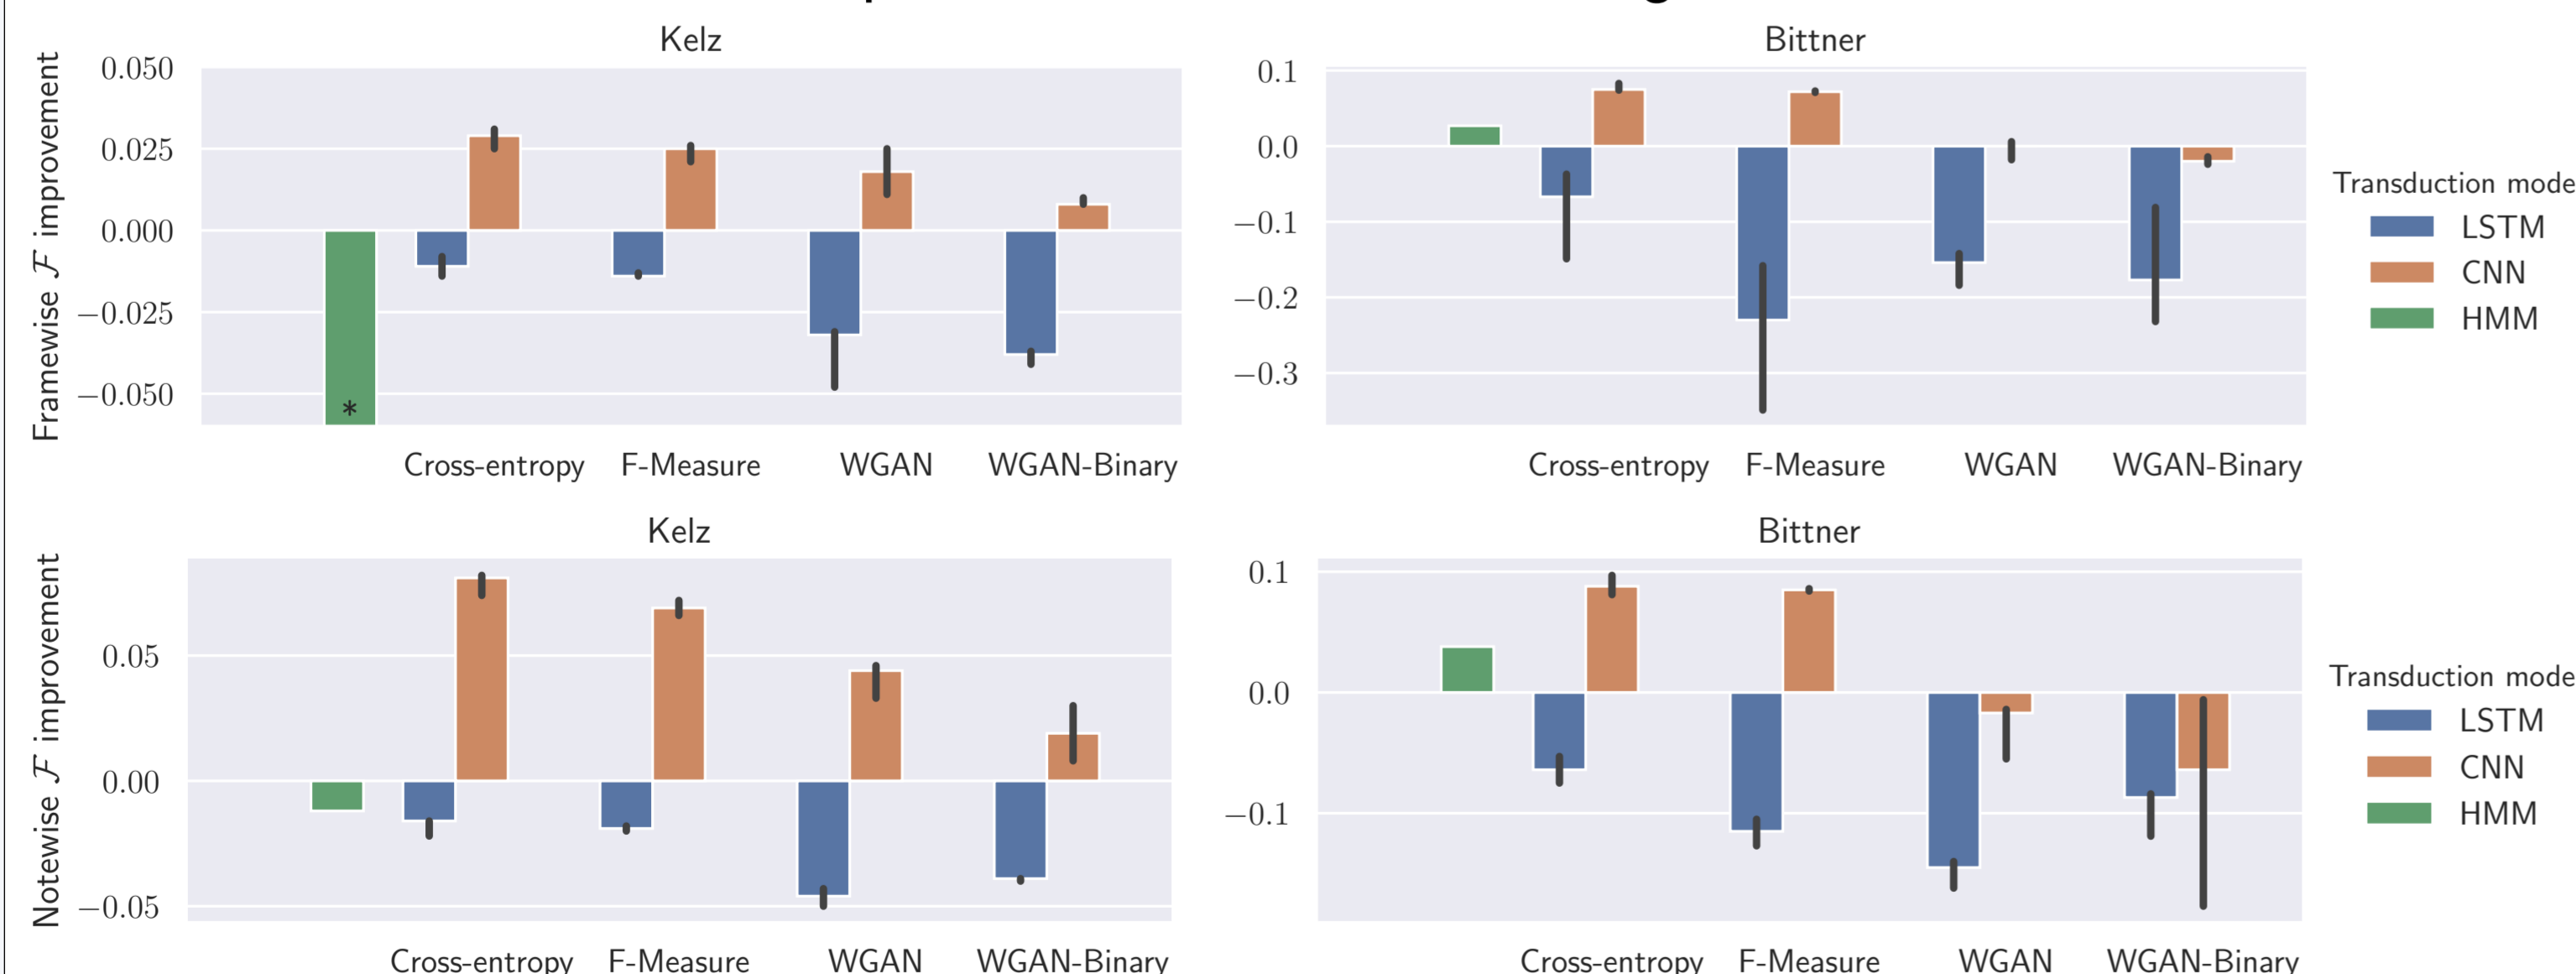 Kelz
Framewise F improvement
0.050
0.025
0.000
−0.025
−0.050
*
Cross-entropy F-Measure WGAN WGAN-Binary
Bittner
0.1
0.0
−0.1
−0.2
−0.3
Cross-entropy F-Measure WGAN WGAN-Binary
Transduction mode
LSTM
CNN
HMM
Kelz
Notewise F improvement
0.05
0.00
−0.05
Cross-entropy F-Measure WGAN WGAN-Binary
Bittner
0.1
0.0
−0.1
Cross-entropy F-Measure WGAN WGAN-Binary
Transduction mode
LSTM
CNN
HMM